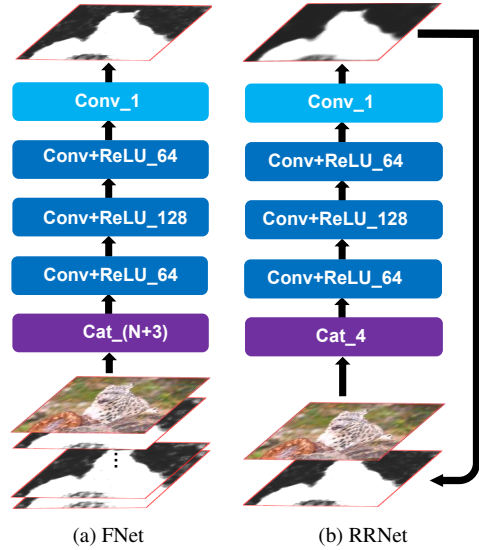 Conv_1
Conv+ReLU_64
Conv+ReLU_128
Conv+ReLU_64
Cat_(N+3)
(a) FNet
Conv_1
Conv+ReLU_64
Conv+ReLU_128
Conv+ReLU_64
Cat_4
(b) RRNet